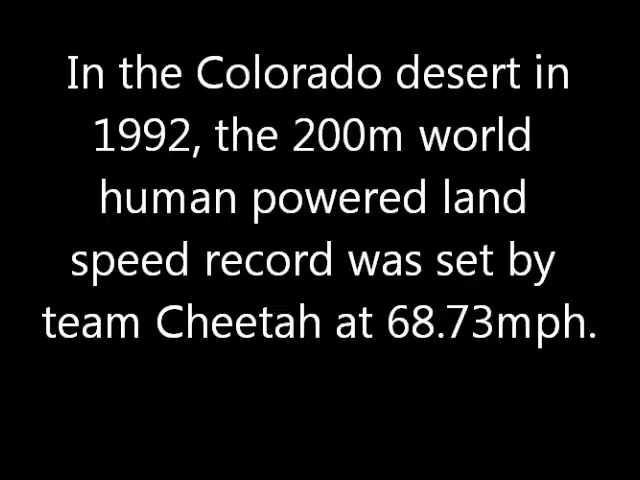 In the Colorado desert in
1992, the 200m world
human powered land
speed record was set by
team Cheetah at 68.73mph.